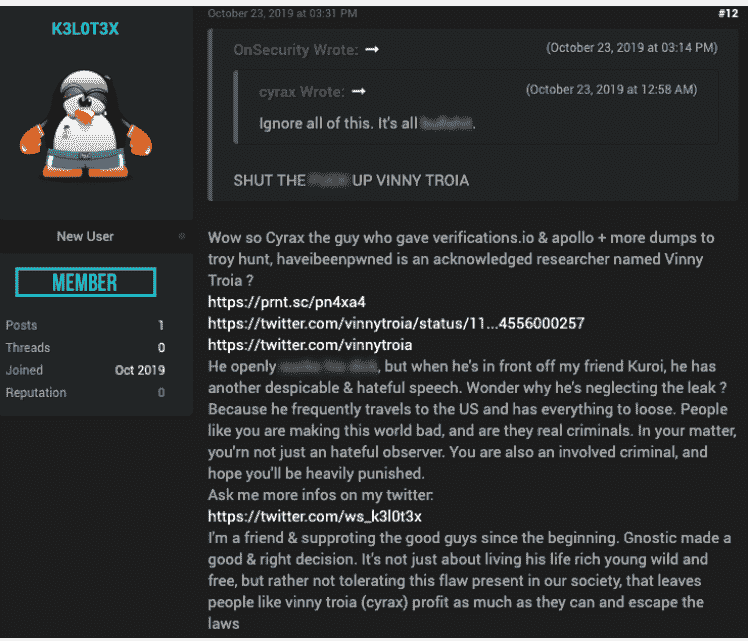 October 23, 2019 at 03:31 PM
#12
K3L0T3X
OnSecurity Wrote: →
(October 23, 2019 at 03:14 PM)
cyrax Wrote: →
(October 23, 2019 at 12:58 AM)
Ignore all of this. It's all .
SHUT THE UP VINNY TROIA
New User
MEMBER
Posts 1
Threads 0
Joined Oct 2019
Reputation 0
Wow so Cyrax the guy who gave verifications.io & apollo + more dumps to
troy hunt, haveibeenpwned is an acknowledged researcher named Vinny
Troia ?
https://prnt.sc/pn4xa4
https://twitter.com/vinnytroia/status/11...4556000257
https://twitter.com/vinnytroia
He openly , but when he's in front off my friend Kuroi, he has
another despicable & hateful speech. Wonder why he's neglecting the leak ?
Because he frequently travels to the US and has everything to loose. People
like you are making this world bad, and are they real criminals. In your matter,
you'rn not just an hateful observer. You are also an involved criminal, and
hope you'll be heavily punished.
Ask me more infos on my twitter:
https://twitter.com/ws_k3l0t3x
I'm a friend & supproting the good guys since the beginning. Gnostic made a
good & right decision. It's not just about living his life rich young wild and
free, but rather not tolerating this flaw present in our society, that leaves
people like vinny troia (cyrax) profit as much as they can and escape the
laws